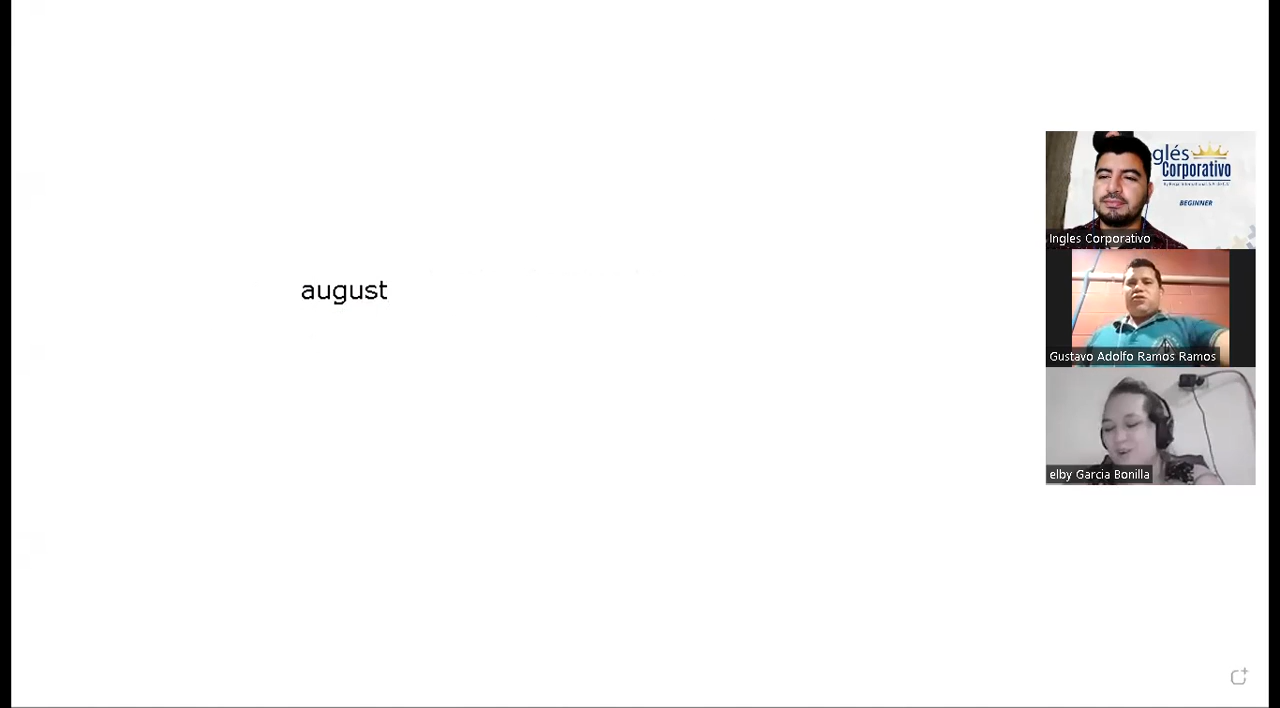 august
glés
Corporativo
BEGINNER
Ingles Corporativo
Gustavo Adolfo Ramos Ramos
elby Garcia Bonilla